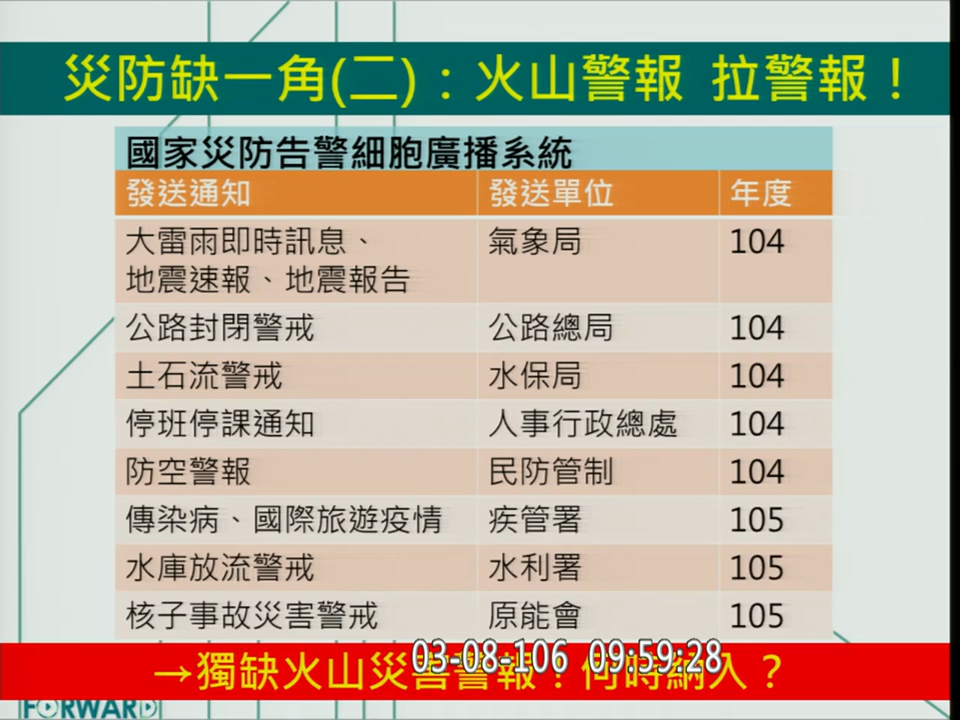 災防缺一角(二)：火山警報 拉警報！
國家災防告警細胞廣播系統
發送通知 發送單位 年度
大雷雨即時訊息、 氣象局 104
地震速報、地震報告
公路封閉警戒 公路總局 104
土石流警戒 水保局 104
停班停課通知 人事行政總處 104
防空警報 民防管制 104
傳染病、國際旅遊疫情 疾管署 105
水庫放流警戒 水利署 105
核子事故災害警戒 原能會 105
→獨缺火山災害警報！何時納入？
03-08-106 09:59:28
FORWARD